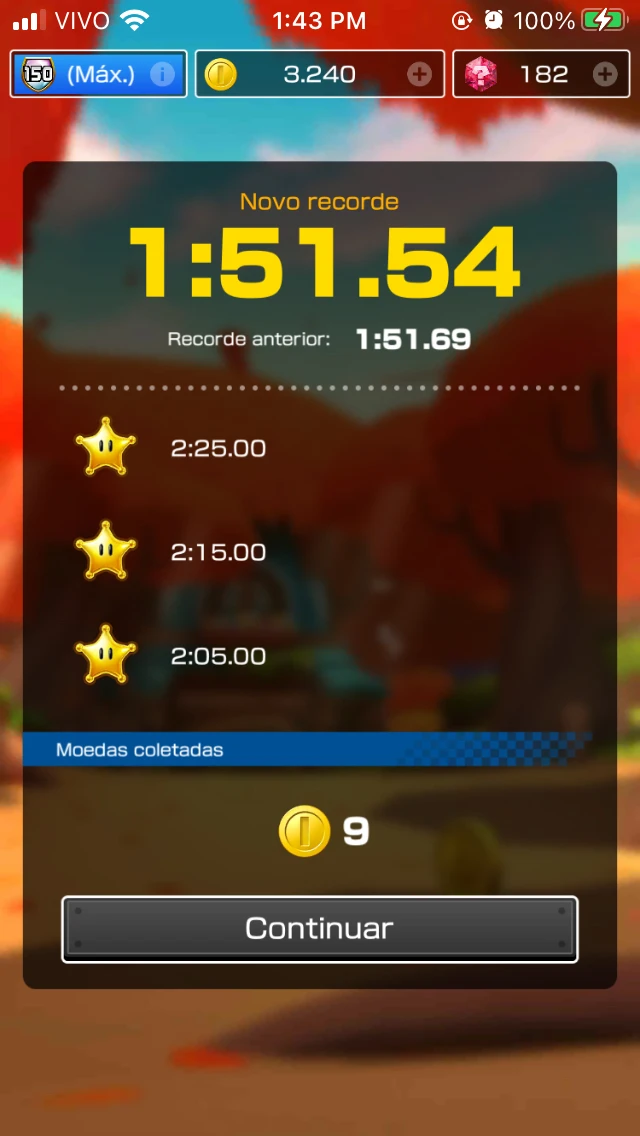 VIVO 1:43 PM 100%
150 (Máx.) i 3.240 + ? 182 +
Novo recorde
1:51.54
Recorde anterior: 1:51.69
2:25.00
2:15.00
2:05.00
Moedas coletadas
9
Continuar